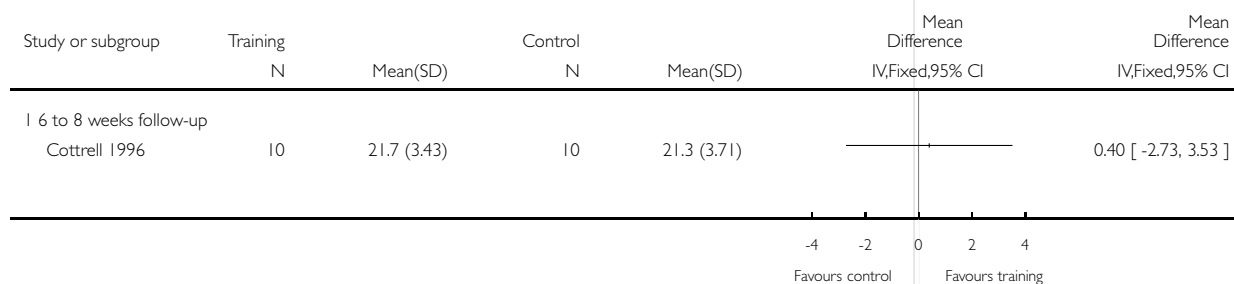 Study or subgroup Training Control Mean Difference Mean Difference
N Mean(SD) N Mean(SD) IV,Fixed,95% CI IV,Fixed,95% CI
1 6 to 8 weeks follow-up
Cottrell 1996 10 21.7 (3.43) 10 21.3 (3.71) 0.40 [ -2.73, 3.53 ]
-4 -2 0 2 4
Favours control Favours training